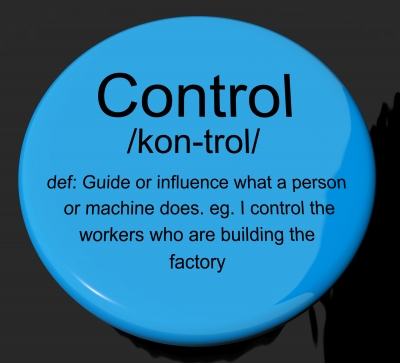 Control
/kon-trol/
def: Guide or influence what a person
or machine does. eg. I control the
workers who are building the
factory